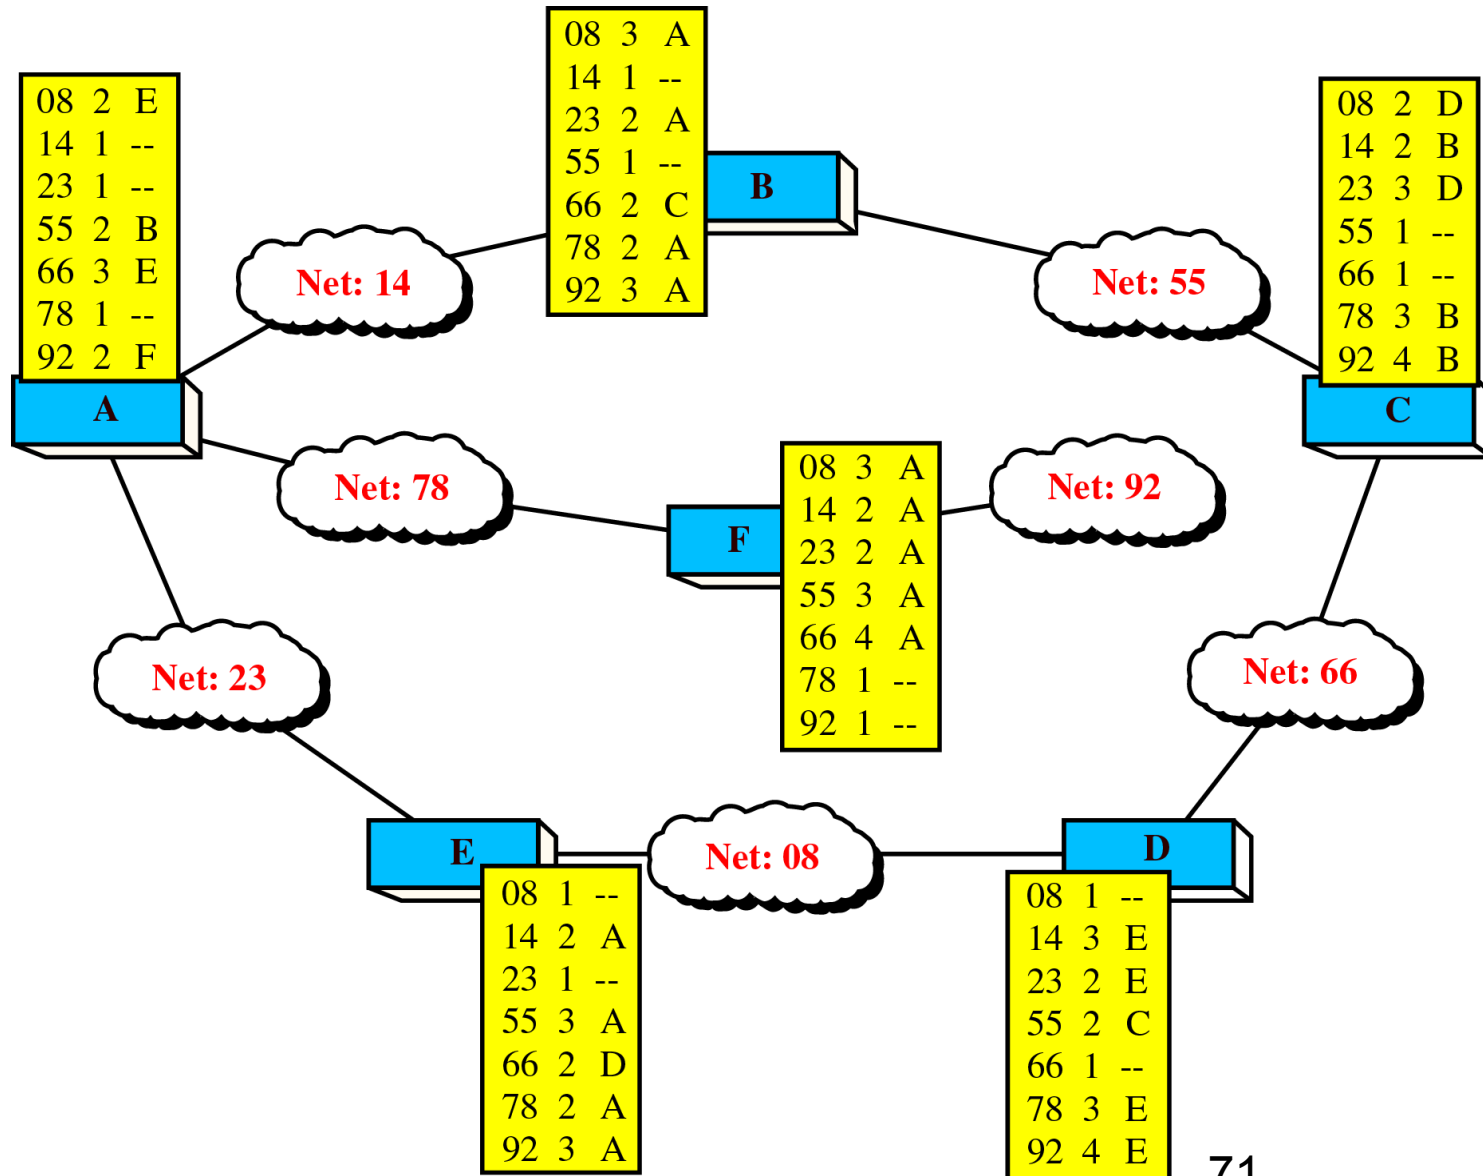 08 3 A
14 1 --
23 2 A
55 1 --
66 2 C
78 2 A
92 3 A
08 2 E
14 1 --
23 1 --
55 2 B
66 3 E
78 1 --
92 2 F
08 2 D
14 2 B
23 3 D
55 1 --
66 1 --
78 3 B
92 4 B
B
Net: 14
Net: 55
A
C
Net: 78
Net: 92
F
08 3 A
14 2 A
23 2 A
55 3 A
66 4 A
78 1 --
92 1 --
Net: 23
Net: 66
E
Net: 08
D
08 1 --
14 2 A
23 1 --
55 3 A
66 2 D
78 2 A
92 3 A
08 1 --
14 3 E
23 2 E
55 2 C
66 1 --
78 3 E
92 4 E
71